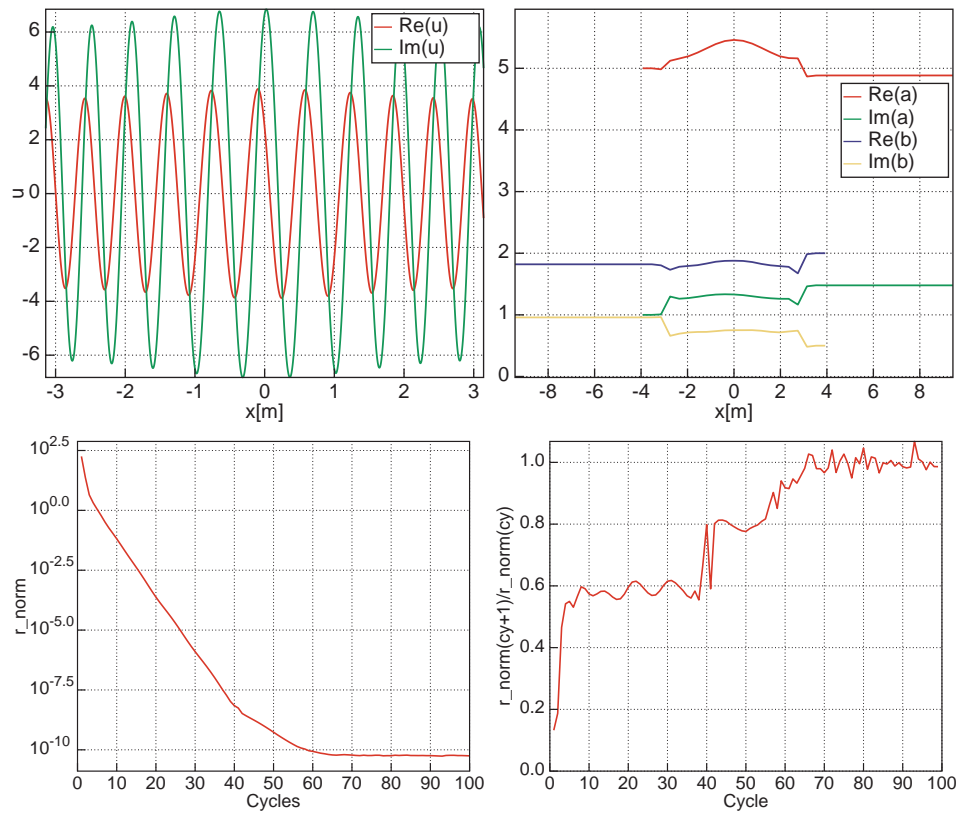 6
4
2
0
-2
-4
-6
u
Re(u)
Im(u)
-3 -2 -1 0 1 2 3
x[m]
5
4
3
2
1
0
Re(a)
Im(a)
Re(b)
Im(b)
-8 -6 -4 -2 0 2 4 6 8
x[m]
10^2.5
10^0.0
10^2.5
10^-5.0
10^-7.5
10^-10
r_norm
0 10 20 30 40 50 60 70 80 90 100
Cycles
1.0
0.8
0.6
0.4
0.2
0.0
r_norm(cy+1)/r_norm(cy)
0 10 20 30 40 50 60 70 80 90 100
Cycle